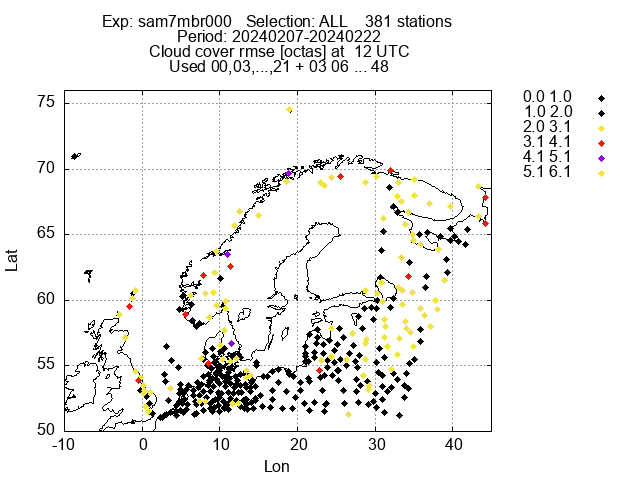 Exp: sam7mbr000 Selection: ALL 381 stations
Period: 20240207-20240222
Cloud cover rmse [octas] at 12 UTC
Used 00,03,...,21 + 03 06 ... 48
0.0 1.0
1.0 2.0
2.0 3.1
3.1 4.1
4.1 5.1
5.1 6.1
75
70
65
60
55
50
Lat
-10 0 10 20 30 40
Lon